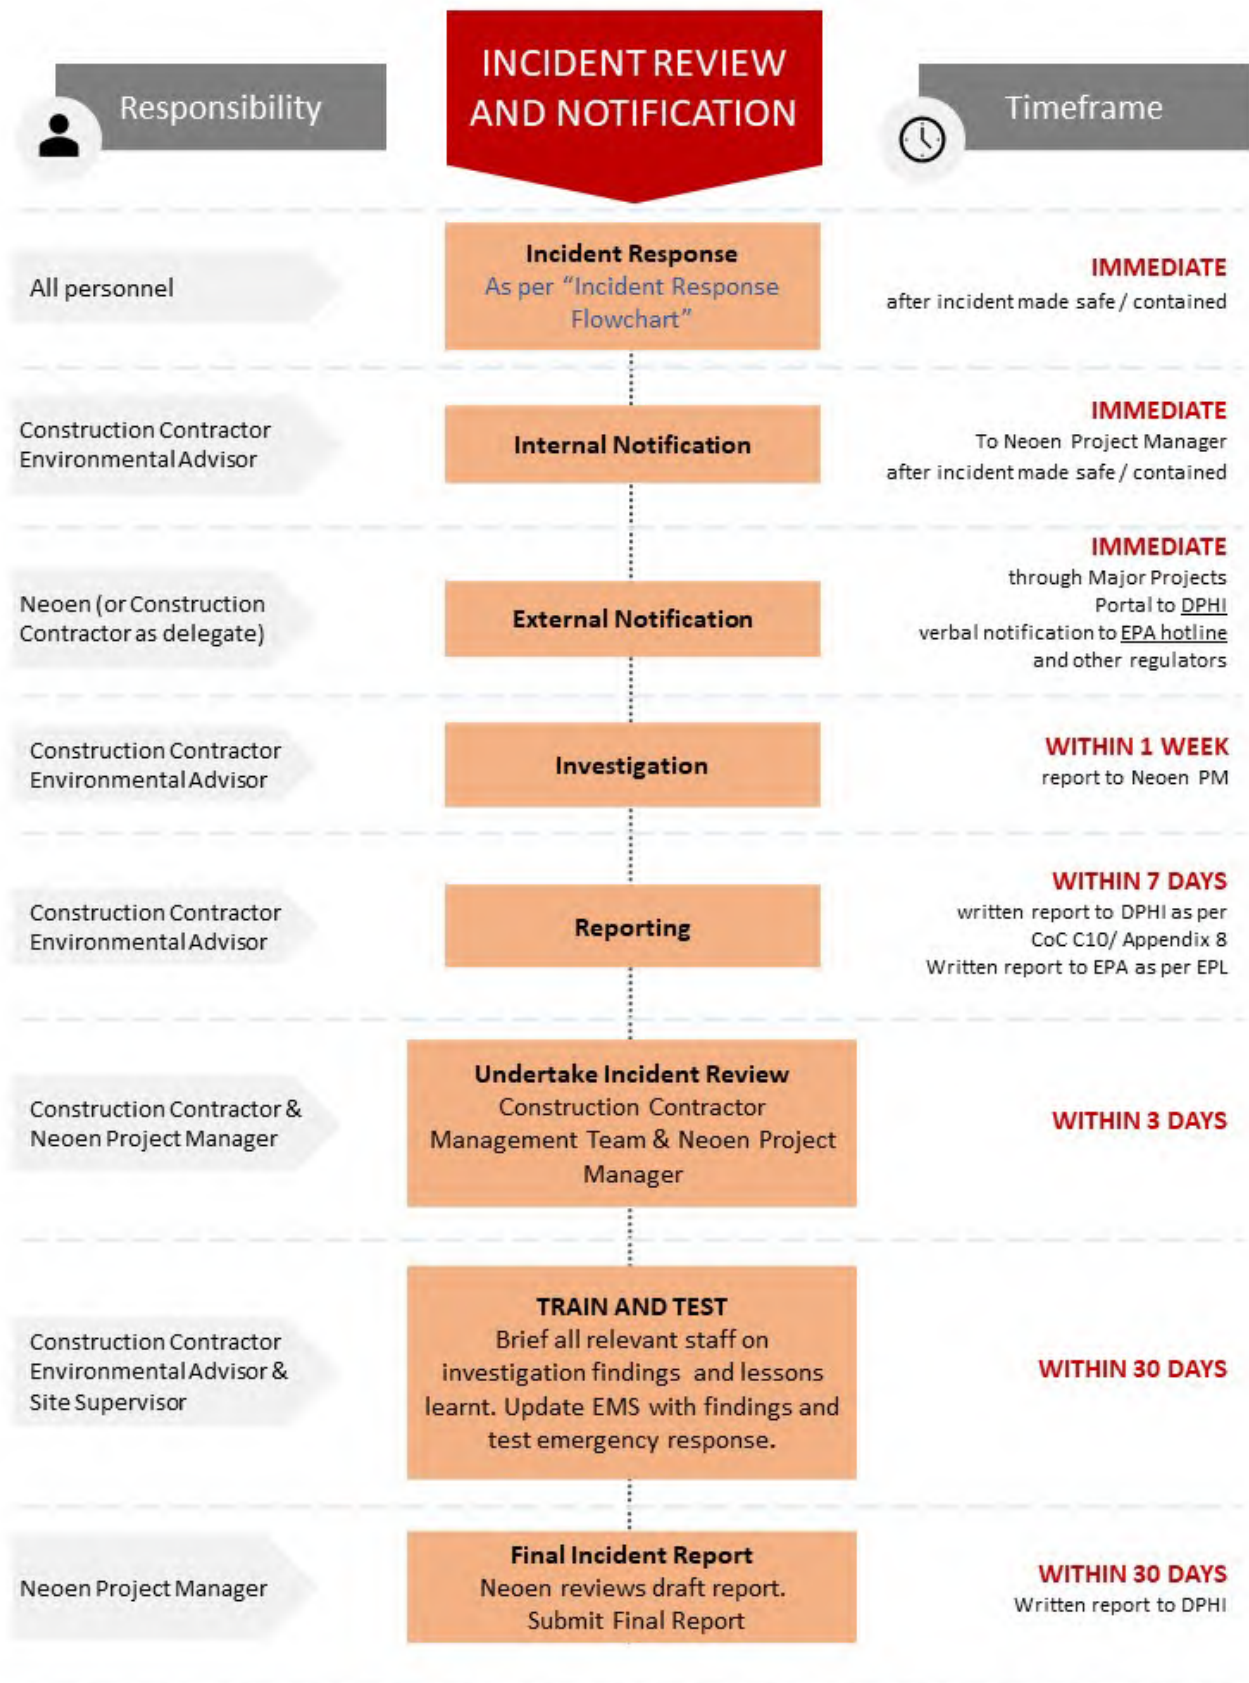 Responsibility
INCIDENT REVIEW
AND NOTIFICATION
Timeframe
All personnel
Incident Response
As per “Incident Response
Flowchart”
IMMEDIATE
after incident made safe / contained
Construction Contractor
Environmental Advisor
Internal Notification
IMMEDIATE
To Neoen Project Manager
after incident made safe / contained
Neoen (or Construction
Contractor as delegate)
External Notification
IMMEDIATE
through Major Projects
Portal to DPHI
verbal notification to EPA hotline
and other regulators
Construction Contractor
Environmental Advisor
Investigation
WITHIN 1 WEEK
report to Neoen PM
Construction Contractor
Environmental Advisor
Reporting
WITHIN 7 DAYS
written report to DPHI as per
CoC C10/ Appendix 8
Written report to EPA as per EPL
Construction Contractor &
Neoen Project Manager
Undertake Incident Review
Construction Contractor
Management Team & Neoen Project
Manager
WITHIN 3 DAYS
Construction Contractor
Environmental Advisor &
Site Supervisor
TRAIN AND TEST
Brief all relevant staff on
investigation findings and lessons
learnt. Update EMS with findings and
test emergency response.
WITHIN 30 DAYS
Neoen Project Manager
Final Incident Report
Neoen reviews draft report.
Submit Final Report
WITHIN 30 DAYS
Written report to DPHI